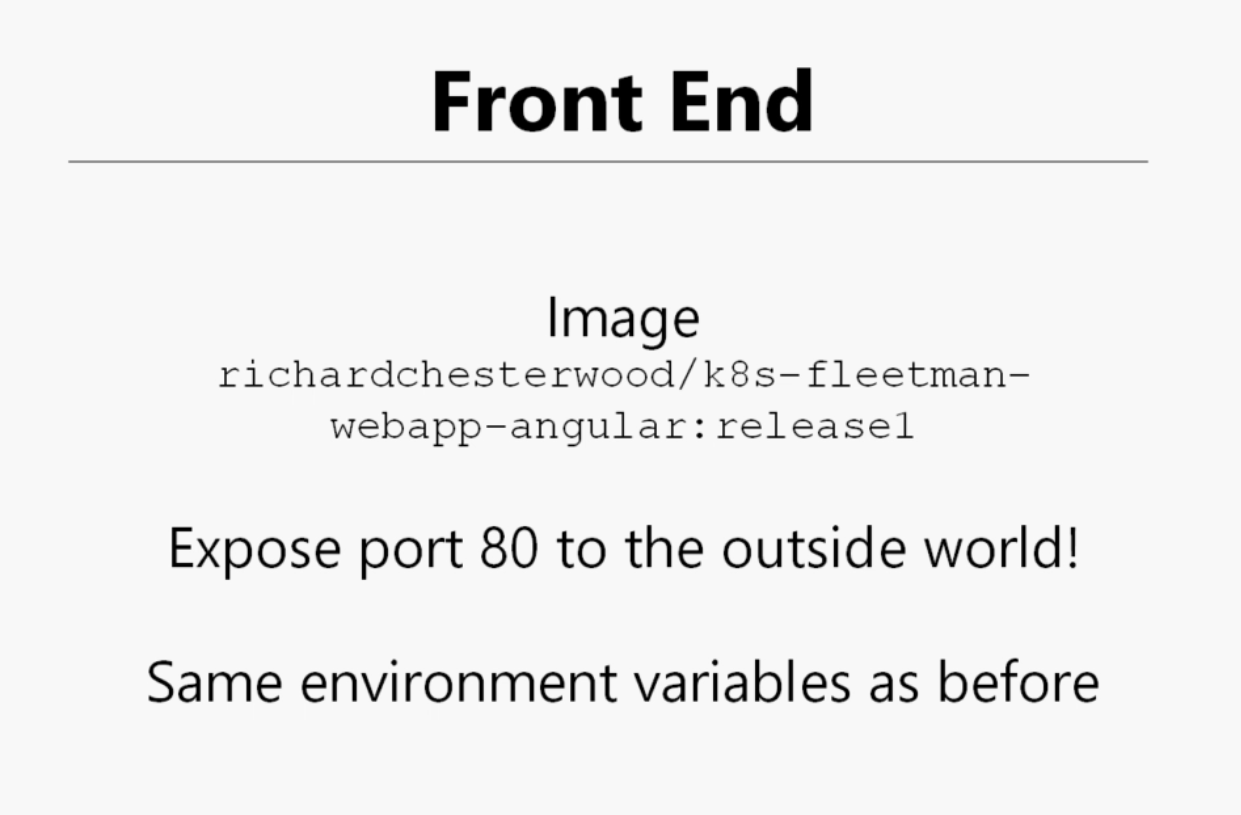 Front End
Image
richardchesterwood/k8s-fleetman-
webapp-angular:release1
Expose port 80 to the outside world!
Same environment variables as before